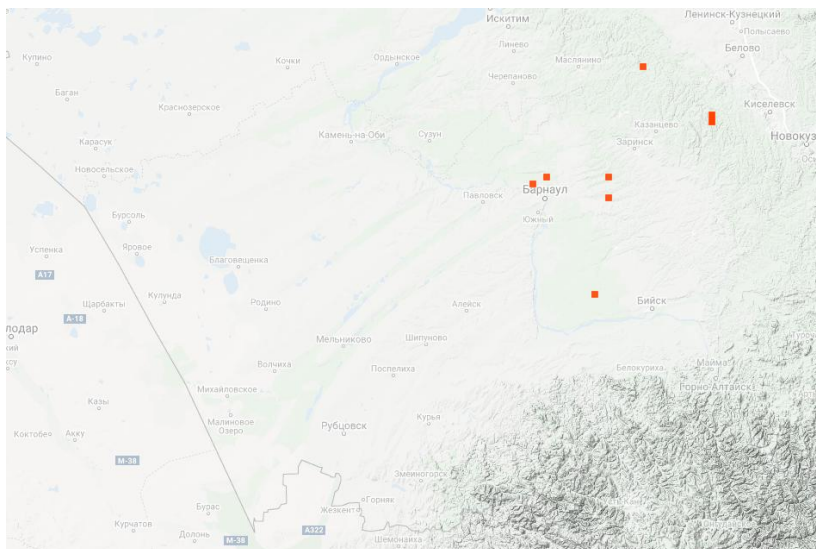 Искитим
Ленинск-Кузнецкий
Полысаево
Линево
Белово
Кулино
Кочки
Ордынское
Маслянино
Черепаново
Баган
Краснозерское
Киселевск
Казанцево
Камень-на-Оби
Сузун
Новокуз
Карасук
Заринск
Новосельское
Павловск
Барнаул
Бурсоль
Южный
Успенка
Яровое
Благовещенка
A17
Щарбакты
Кулунда
Родино
Алейск
Бийск
A-18
лодар
Мельниково
Шипуново
Волчиха
Поспелиха
Белокуриха
Майма
Горно-Алтайск
Михайловское
Казы
Малиновое
Озеро
Рубцовск
Курья
Коктобе
Акку
M-38
Змеиногорск
Горняк
Бурас
Жезкент
Курчатов
Долонь
M-38
A322
Шемонаиха